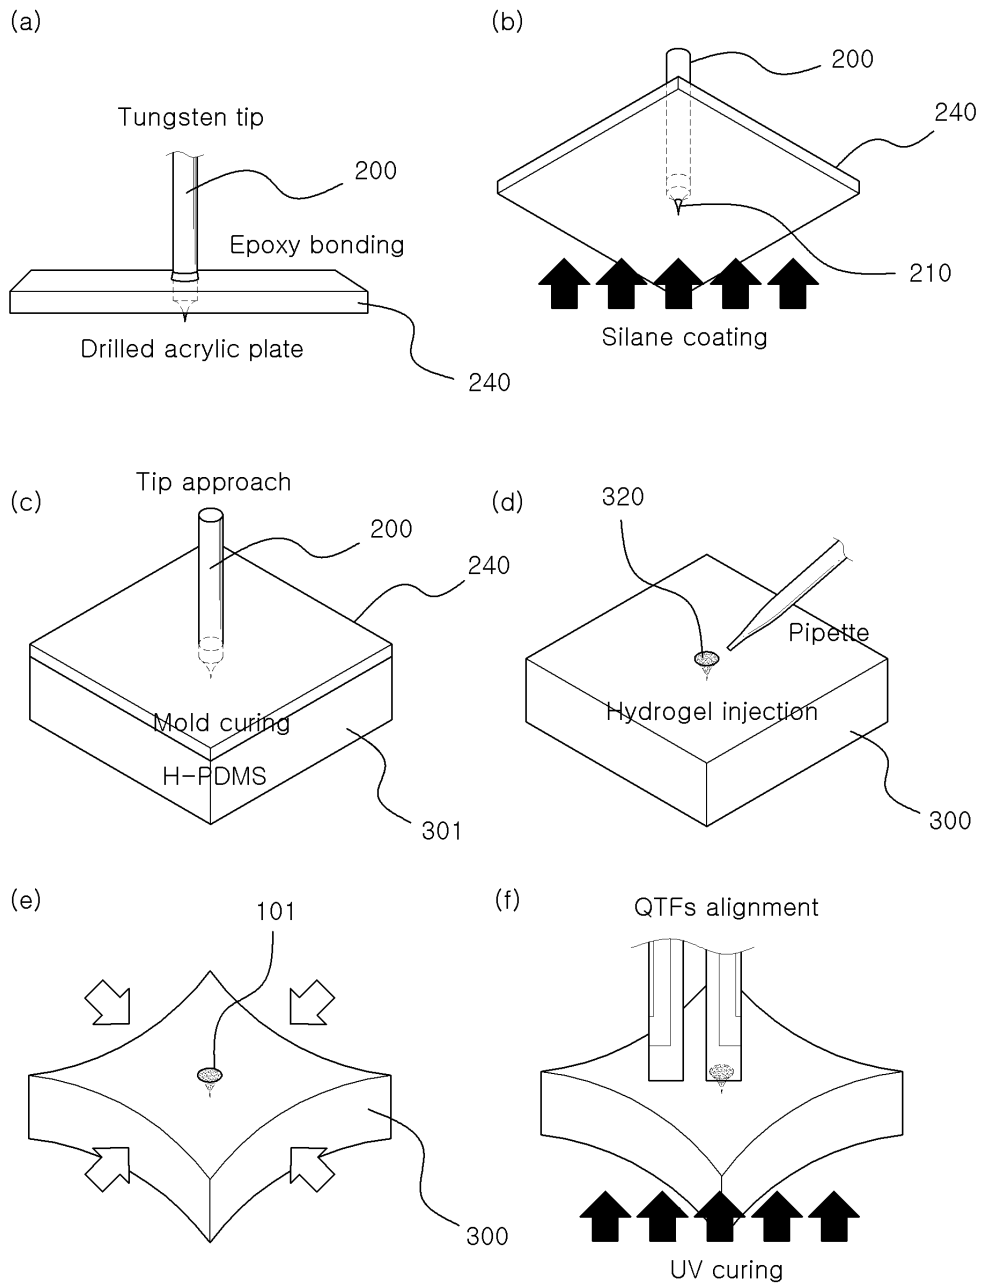 (a)
Tungsten tip
200
Epoxy bonding
Drilled acrylic plate
240
(b)
200
240
210
Silane coating
(c)
Tip approach
200
240
Mold curing
H-PDMS
301
(d)
320
Pipette
Hydrogel injection
300
(e)
101
300
(f)
QTFs alignment
UV curing